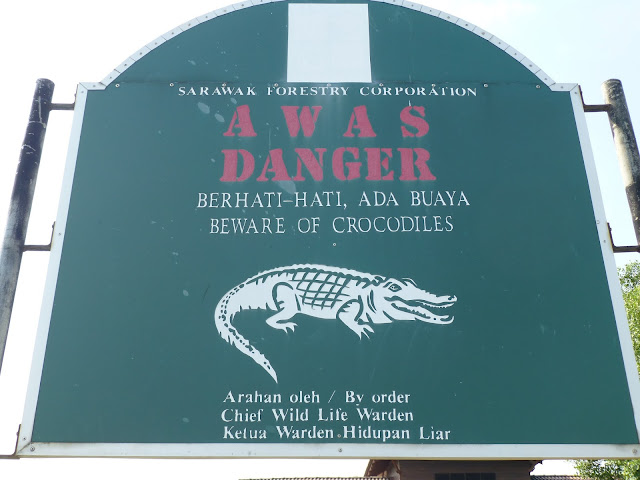 SARAWAK FORESTRY CORPORATION
AWAS
DANGER
BERHATI-HATI, ADA BUAYA
BEWARE OF CROCODILES
Arahan oleh / By order
Chief Wild Life Warden
Ketua Warden Hidupan Liar